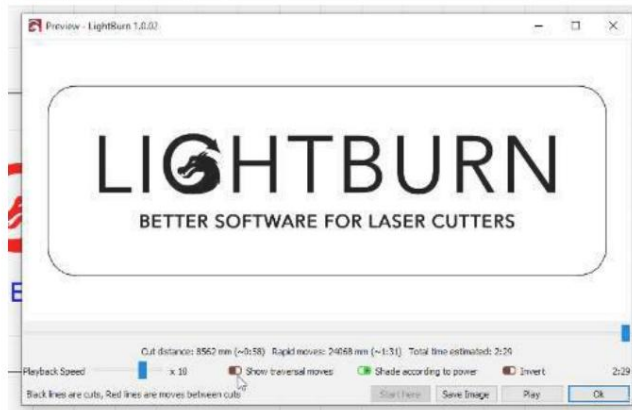 Preview - LightBurn 1.0.02
LIGHTBURN
BETTER SOFTWARE FOR LASER CUTTERS
E
Cut distance: 8562 mm (~0:58) Rapid moves: 24068 mm (~1:31) Total time estimated: 2:29
Playback Speed x 10 Show traversal moves Shade according to power Invert 2:29
Black lines are cuts, Red lines are moves between cuts Start here Save Image Play Ok